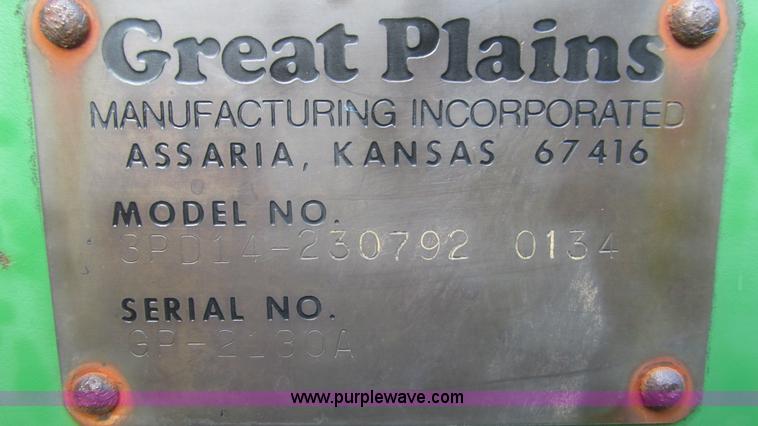 Great Plains
MANUFACTURING INCORPORATED
ASSARIA, KANSAS 67416
MODEL NO.
3PD14-230792 0134
SERIAL NO.
GP-2130A
www.purplewave.com